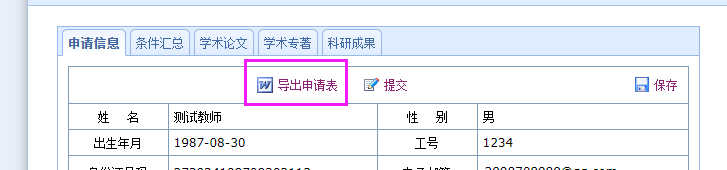 申请信息 条件汇总 学术论文 学术专著 科研成果
导出申请表 提交 保存
姓 名 测试教师 性 别 男
出生年月 1987-08-30 工号 1234